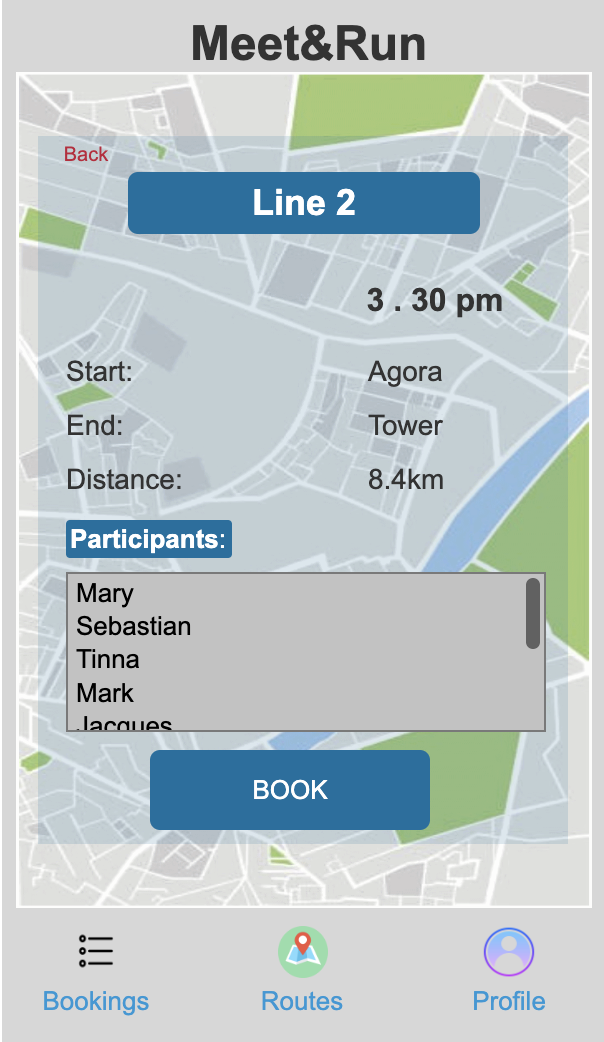 Meet&Run
Back
Line 2
3 . 30 pm
Start: Agora
End: Tower
Distance: 8.4km
Participants:
Mary
Sebastian
Tinna
Mark
Jacques
BOOK
Bookings Routes Profile